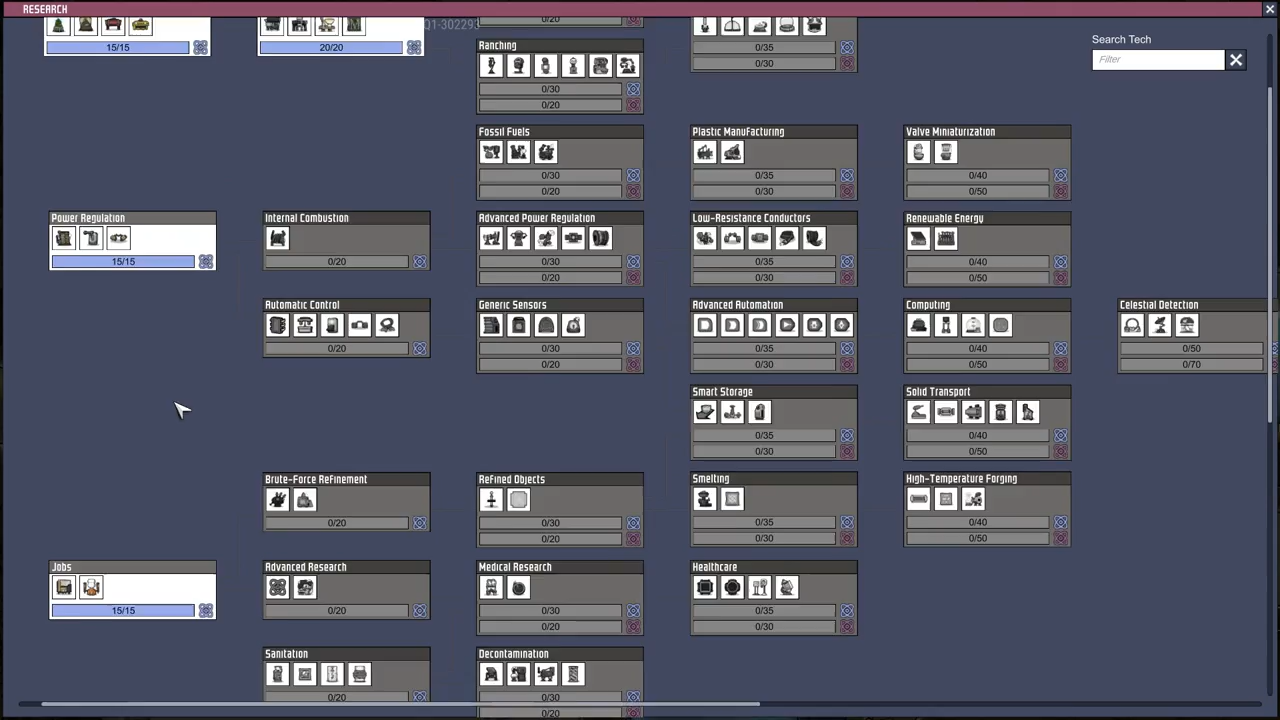 RESEARCH
Q1-302293
15/15
20/20
0/20
0/35
0/30
Search Tech
Filter
Ranching
0/30
0/20
Fossil Fuels
0/30
0/20
Plastic Manufacturing
0/35
0/30
Valve Miniaturization
0/40
0/50
Power Regulation
15/15
Internal Combustion
0/20
Advanced Power Regulation
0/30
0/20
Low-Resistance Conductors
0/35
0/30
Renewable Energy
0/40
0/50
Automatic Control
0/20
Generic Sensors
0/30
0/20
Advanced Automation
0/35
0/30
Computing
0/40
0/50
Celestial Detection
0/50
0/70
Smart Storage
0/35
0/30
Solid Transport
0/40
0/50
Brute-Force Refinement
0/20
Refined Objects
0/30
0/20
Smelting
0/35
0/30
High-Temperature Forging
0/40
0/50
Jobs
15/15
Advanced Research
0/20
Medical Research
0/30
0/20
Healthcare
0/35
0/30
Sanitation
0/20
Decontamination
0/30
0/20